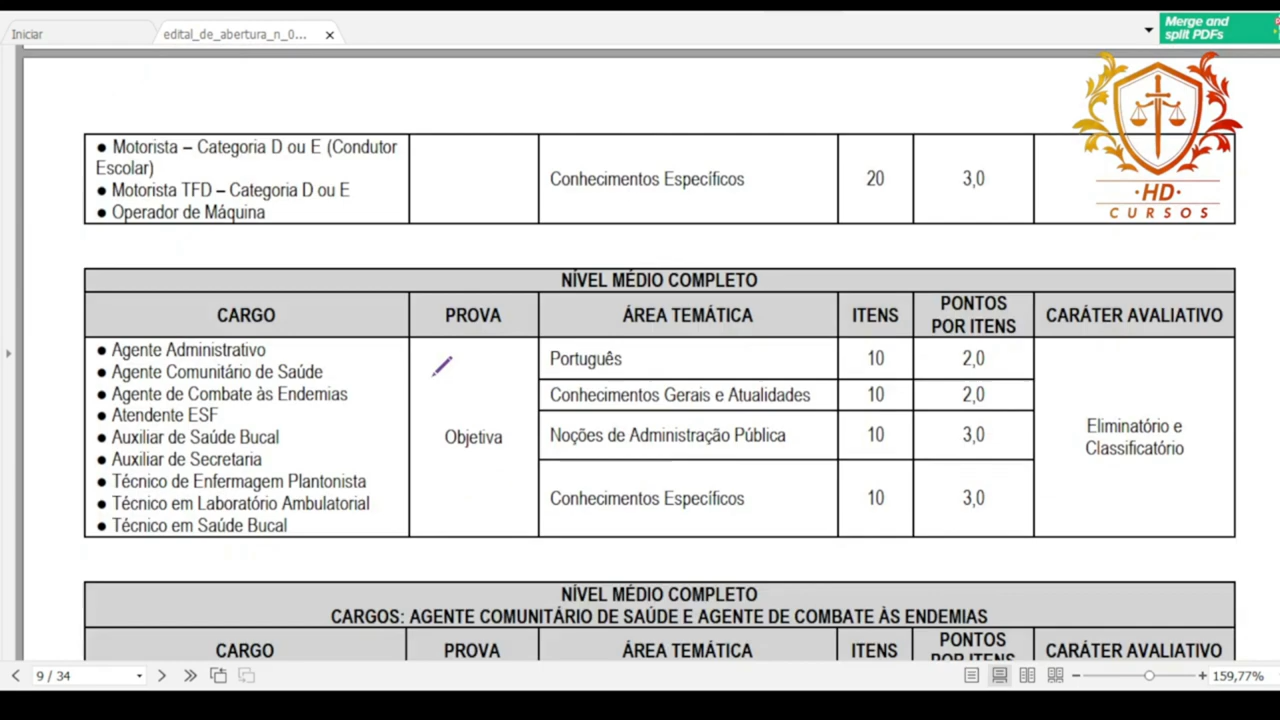 Iniciar
edital_de_abertura_n_0...
Merge and
split PDFs
● Motorista – Categoria D ou E (Condutor
Escolar)
● Motorista TFD – Categoria D ou E
● Operador de Máquina
Conhecimentos Específicos
20
3,0
·HD·
CURSOS
NÍVEL MÉDIO COMPLETO
CARGO
PROVA
ÁREA TEMÁTICA
ITENS
PONTOS
POR ITENS
CARÁTER AVALIATIVO
● Agente Administrativo
● Agente Comunitário de Saúde
● Agente de Combate às Endemias
● Atendente ESF
● Auxiliar de Saúde Bucal
● Auxiliar de Secretaria
● Técnico de Enfermagem Plantonista
● Técnico em Laboratório Ambulatorial
● Técnico em Saúde Bucal
Objetiva
Português
10
2,0
Conhecimentos Gerais e Atualidades
10
2,0
Noções de Administração Pública
10
3,0
Conhecimentos Específicos
10
3,0
Eliminatório e
Classificatório
NÍVEL MÉDIO COMPLETO
CARGOS: AGENTE COMUNITÁRIO DE SAÚDE E AGENTE DE COMBATE ÀS ENDEMIAS
CARGO
PROVA
ÁREA TEMÁTICA
ITENS
PONTOS
POR ITENS
CARÁTER AVALIATIVO
9 / 34
159,77%